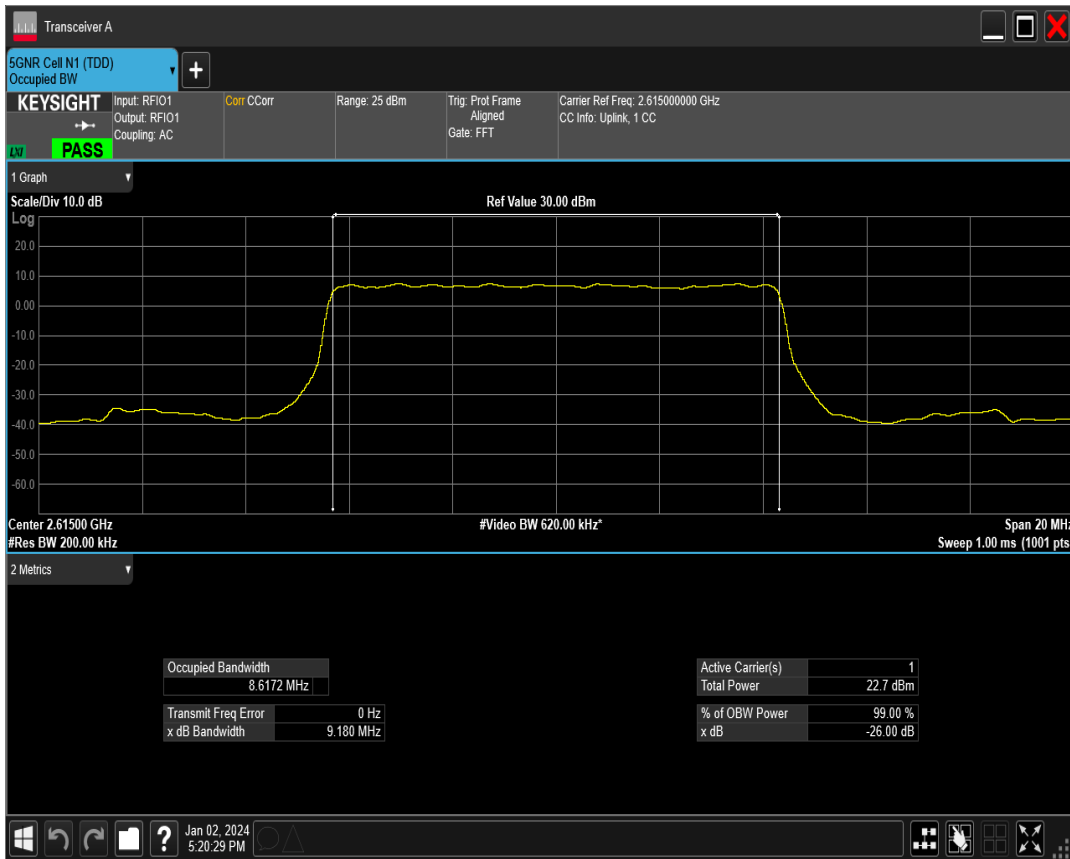 Transceiver A
5GNR Cell N1 (TDD)
Occupied BW
+
KEYSIGHT
LXI
PASS
Input: RFIO1
Output: RFIO1
Coupling: AC
Corr CCorr
Range: 25 dBm
Trig: Prot Frame
Aligned
Gate: FFT
Carrier Ref Freq: 2.615000000 GHz
CC Info: Uplink, 1 CC
1 Graph
Scale/Div 10.0 dB
Ref Value 30.00 dBm
Log
20.0
10.0
0.00
-10.0
-20.0
-30.0
-40.0
-50.0
-60.0
Center 2.61500 GHz
#Video BW 620.00 kHz*
Span 20 MHz
#Res BW 200.00 kHz
Sweep 1.00 ms (1001 pts
2 Metrics
Occupied Bandwidth
8.6172 MHz
Transmit Freq Error 0 Hz
x dB Bandwidth 9.180 MHz
Active Carrier(s) 1
Total Power 22.7 dBm
% of OBW Power 99.00 %
x dB -26.00 dB
?
Jan 02, 2024
5:20:29 PM